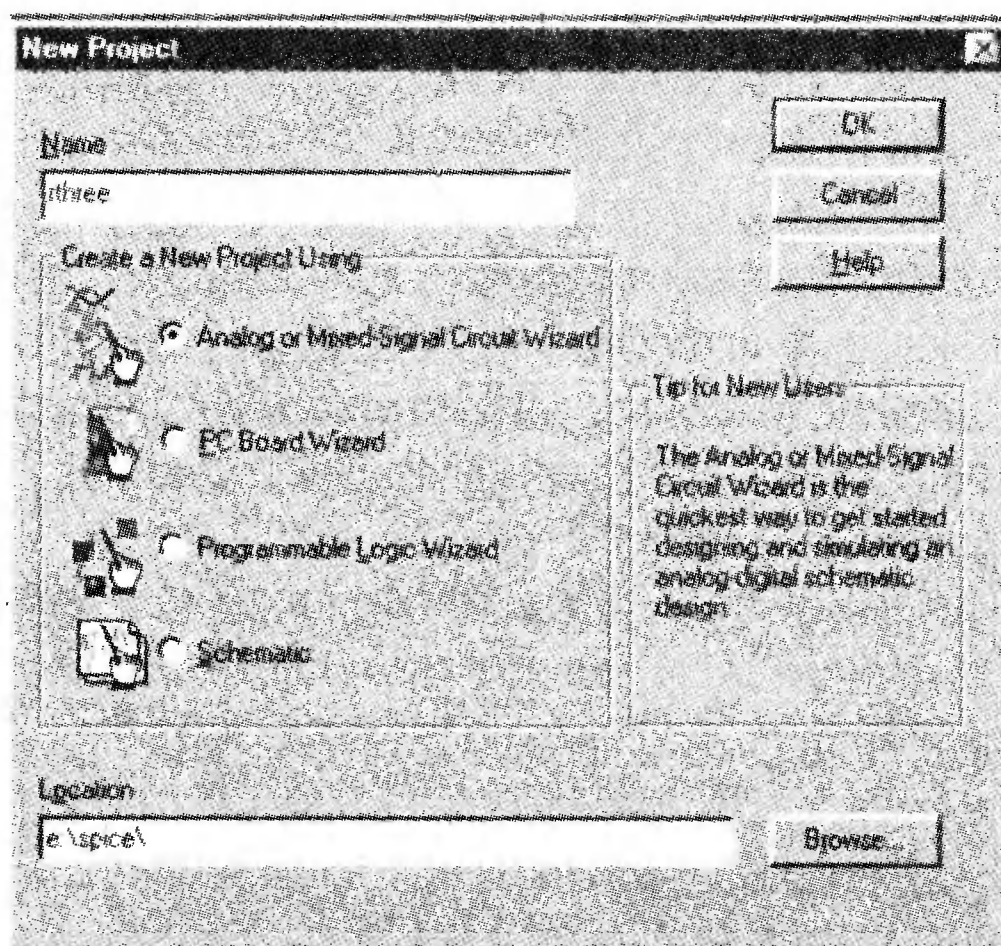 New Project
Name
rthree
OK
Cancel
Help
Create a New Project Using
Analog or Mixed-Signal Circuit Wizard
PC Board Wizard
Programmable Logic Wizard
Schematic
Tip for New Users
The Analog or Mixed-Signal
Circuit Wizard is the
quickest way to get started
designing and simulating an
analog-digital schematic
design
Location
e:\spice\
Browse...